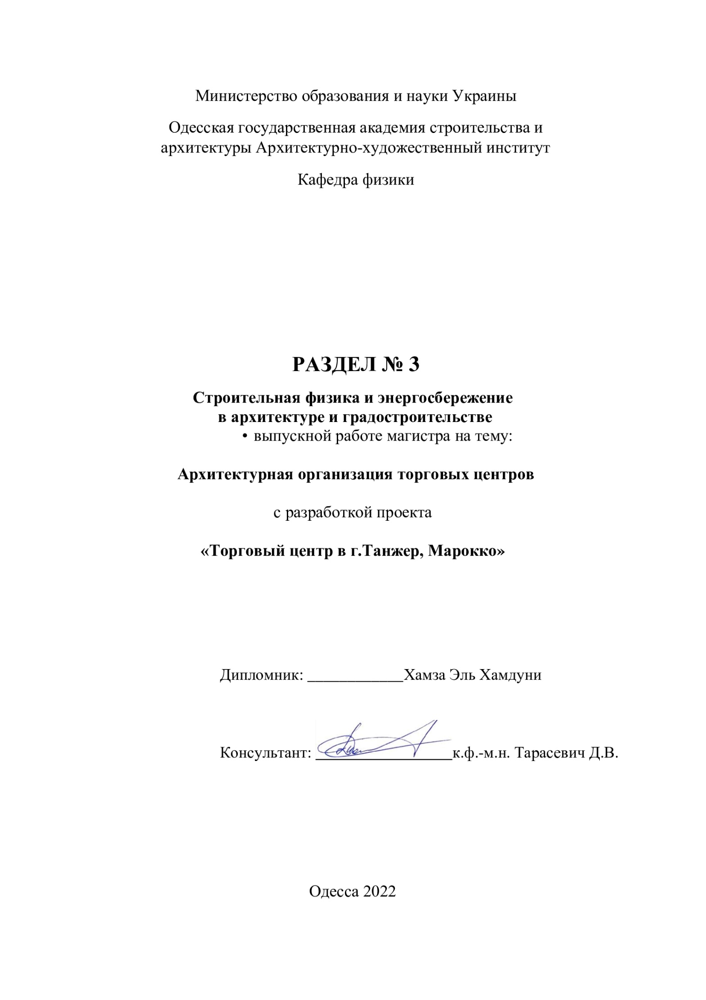 Министерство образования и науки Украины
Одесская государственная академия строительства и
архитектуры Архитектурно-художественный институт
Кафедра физики
РАЗДЕЛ № 3
Строительная физика и энергосбережение
в архитектуре и градостроительстве
• выпускной работе магистра на тему:
Архитектурная организация торговых центров
с разработкой проекта
«Торговый центр в г.Танжер, Марокко»
Дипломник: ____________Хамза Эль Хамдуни
Консультант: _________________к.ф.-м.н. Тарасевич Д.В.
Одесса 2022